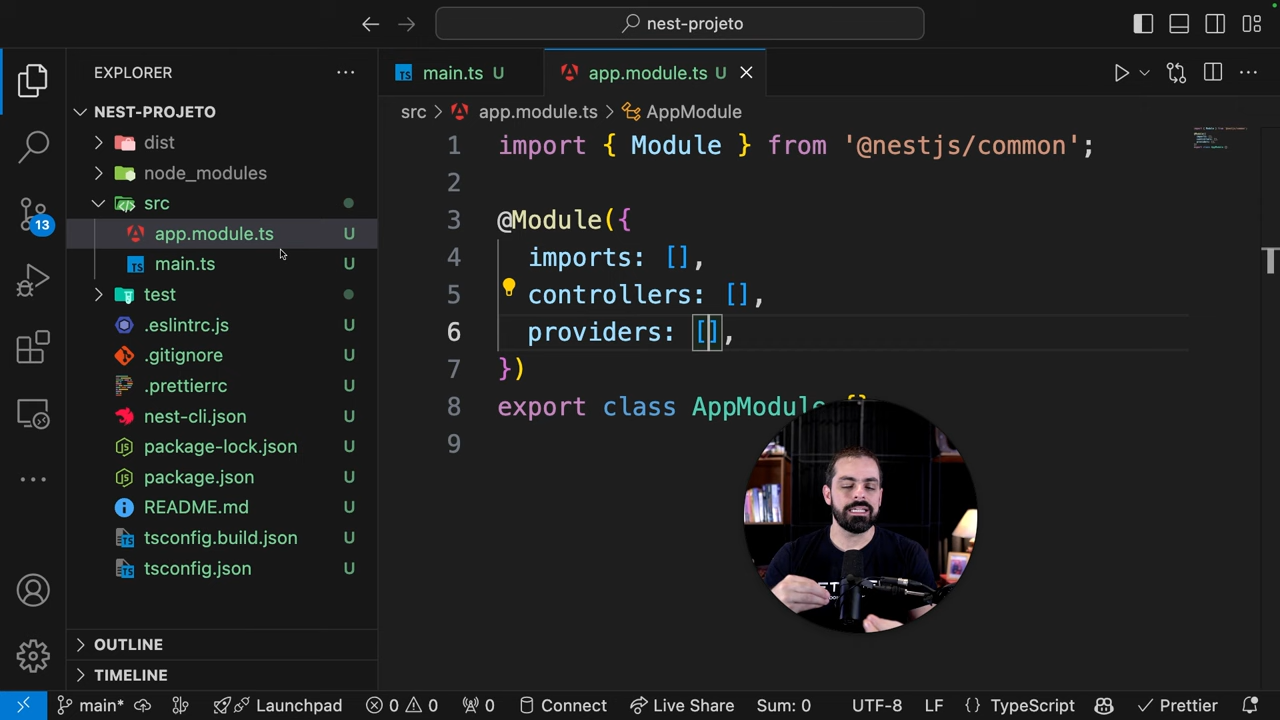 nest-projeto
EXPLORER
main.ts U
app.module.ts U
NEST-PROJETO
src > app.module.ts > AppModule
dist
node_modules
src
app.module.ts U
main.ts U
test
.eslintrc.js U
.gitignore U
.prettierrc U
nest-cli.json U
package-lock.json U
package.json U
README.md U
tsconfig.build.json U
tsconfig.json U
13
1 import { Module } from '@nestjs/common';
2
3 @Module({
4 imports: [],
5 controllers: [],
6 providers: [],
7 })
8 export class AppModule {}
9
OUTLINE
TIMELINE
main* Launchpad 0 0 0 Connect Live Share Sum: 0 UTF-8 LF {} TypeScript Prettier